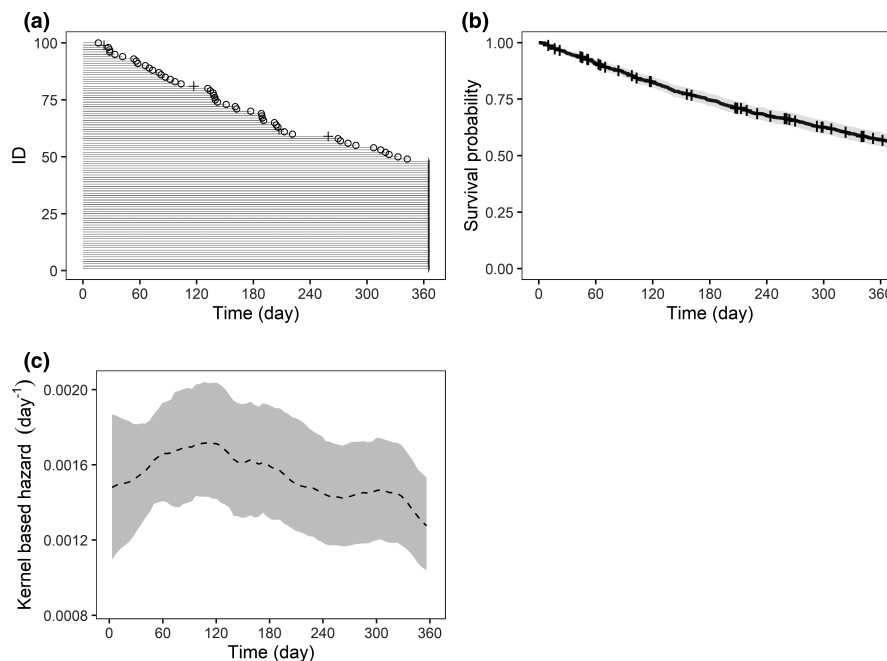 (a)
100
75
50
25
0
ID
0 60 120 180 240 300 360
Time (day)
(b)
1.00
0.75
0.50
0.25
0.00
Survival probability
0 60 120 180 240 300 360
Time (day)
(c)
0.0020
0.0016
0.0012
0.0008
Kernel based hazard (day⁻¹)
0 60 120 180 240 300 360
Time (day)